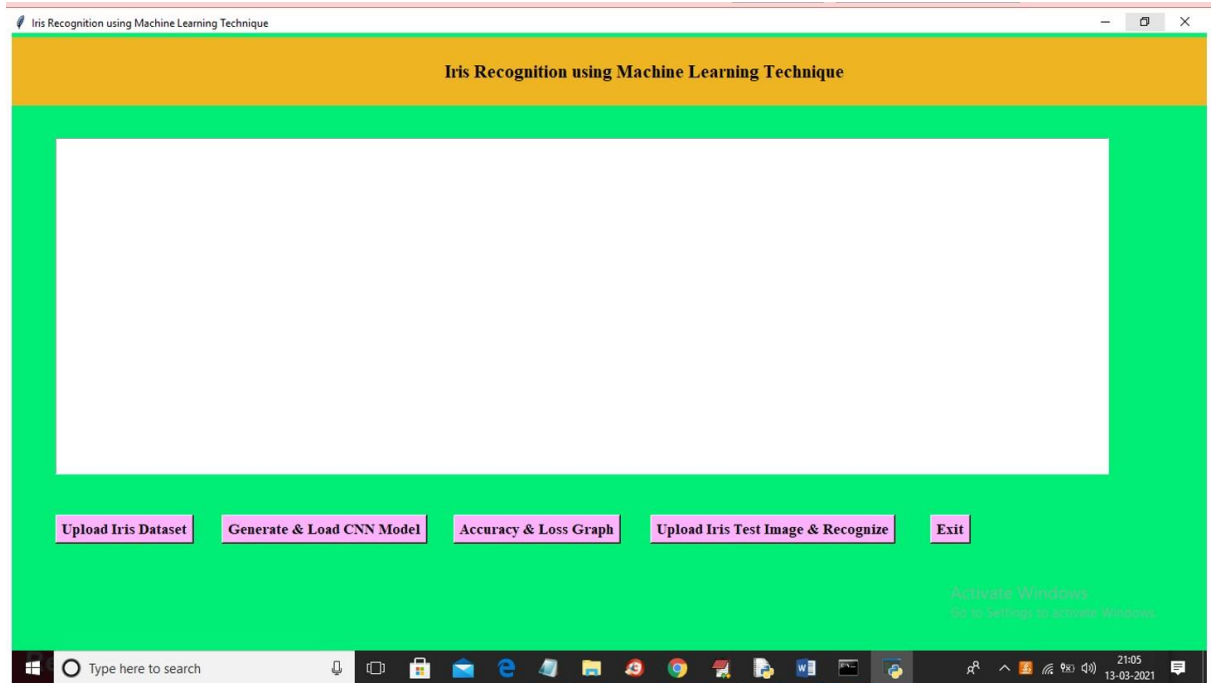 Iris Recognition using Machine Learning Technique
Iris Recognition using Machine Learning Technique
Upload Iris Dataset
Generate & Load CNN Model
Accuracy & Loss Graph
Upload Iris Test Image & Recognize
Exit
Activate Windows
Go to Settings to activate Windows.
Type here to search
21:05
13-03-2021